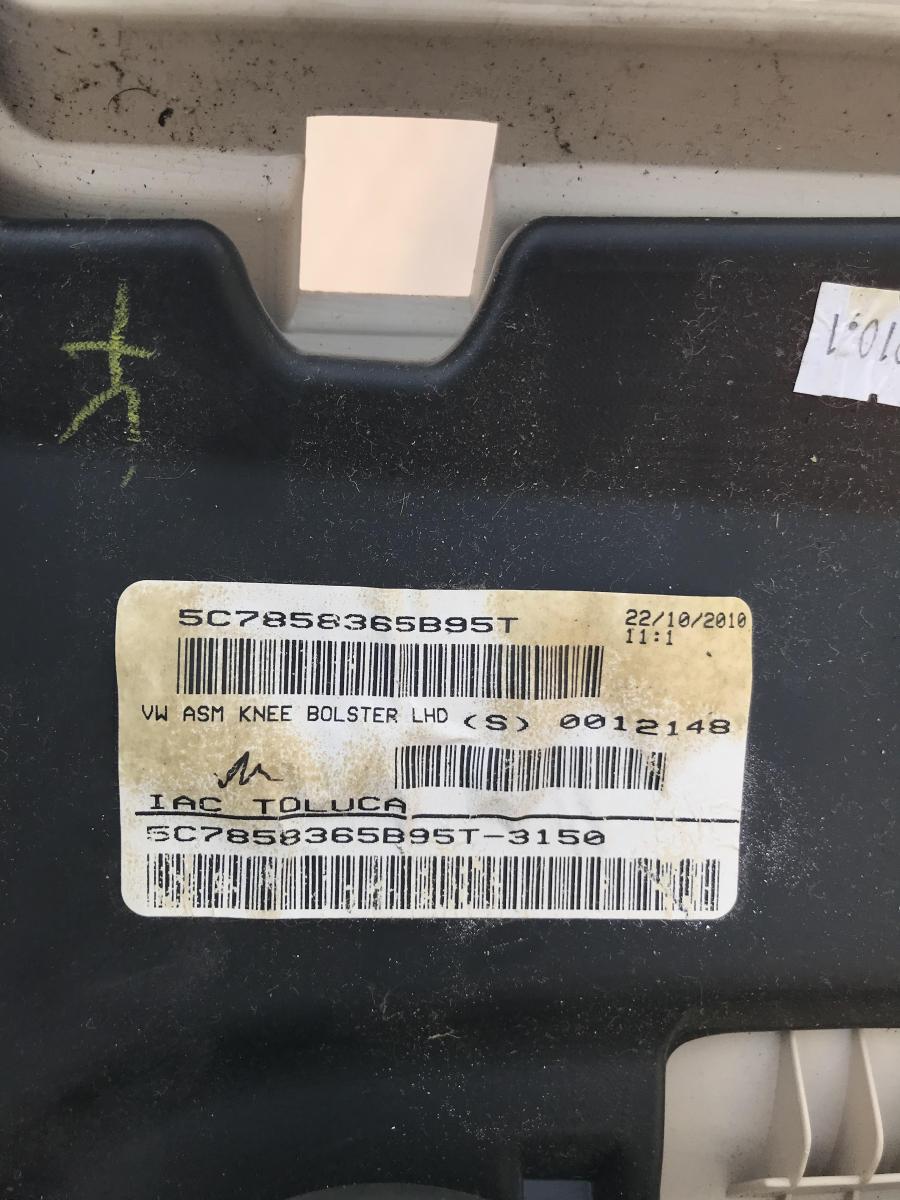 5C7858365B95T
22/10/2010
11:1
VW ASM KNEE BOLSTER LHD (S) 0012148
IAC TOLUCA
5C7858365B95T-3150